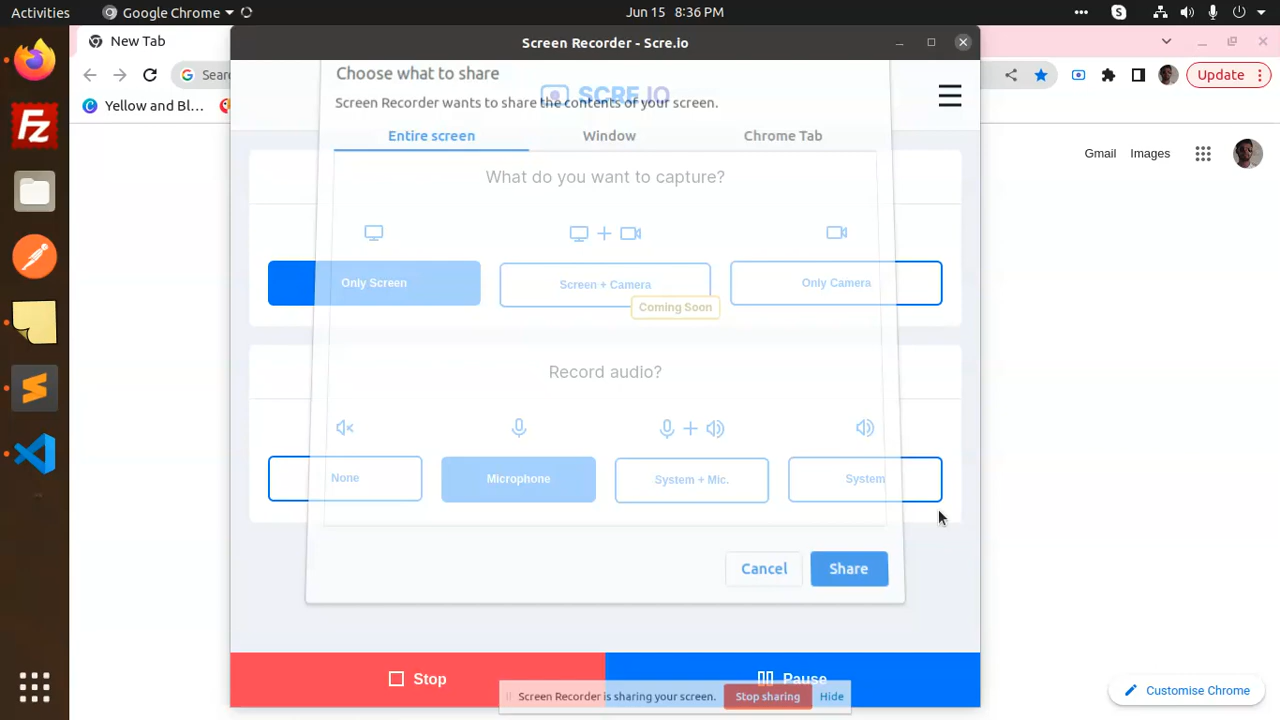 Activities
Google Chrome
Jun 15 8:36 PM
New Tab
Screen Recorder - Scre.io
Sear
Update
Yellow and Bl...
Choose what to share
SCRE.IO
Screen Recorder wants to share the contents of your screen.
Entire screen
Window
Chrome Tab
Gmail
Images
What do you want to capture?
Only Screen
Screen + Camera
Only Camera
Coming Soon
Record audio?
None
Microphone
System + Mic.
System
Cancel
Share
Stop
Pause
Screen Recorder is sharing your screen.
Stop sharing
Hide
Customise Chrome